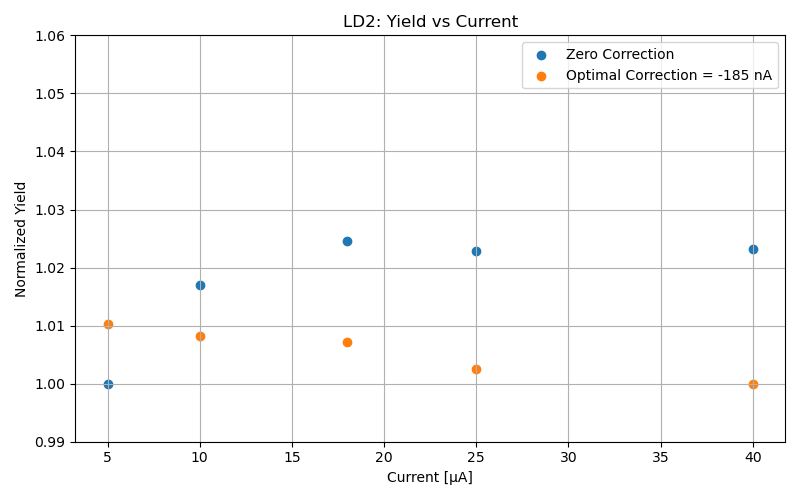 LD2: Yield vs Current
Zero Correction
Optimal Correction = -185 nA
Normalized Yield
1.06
1.05
1.04
1.03
1.02
1.01
1.00
0.99
5 10 15 20 25 30 35 40
Current [μA]